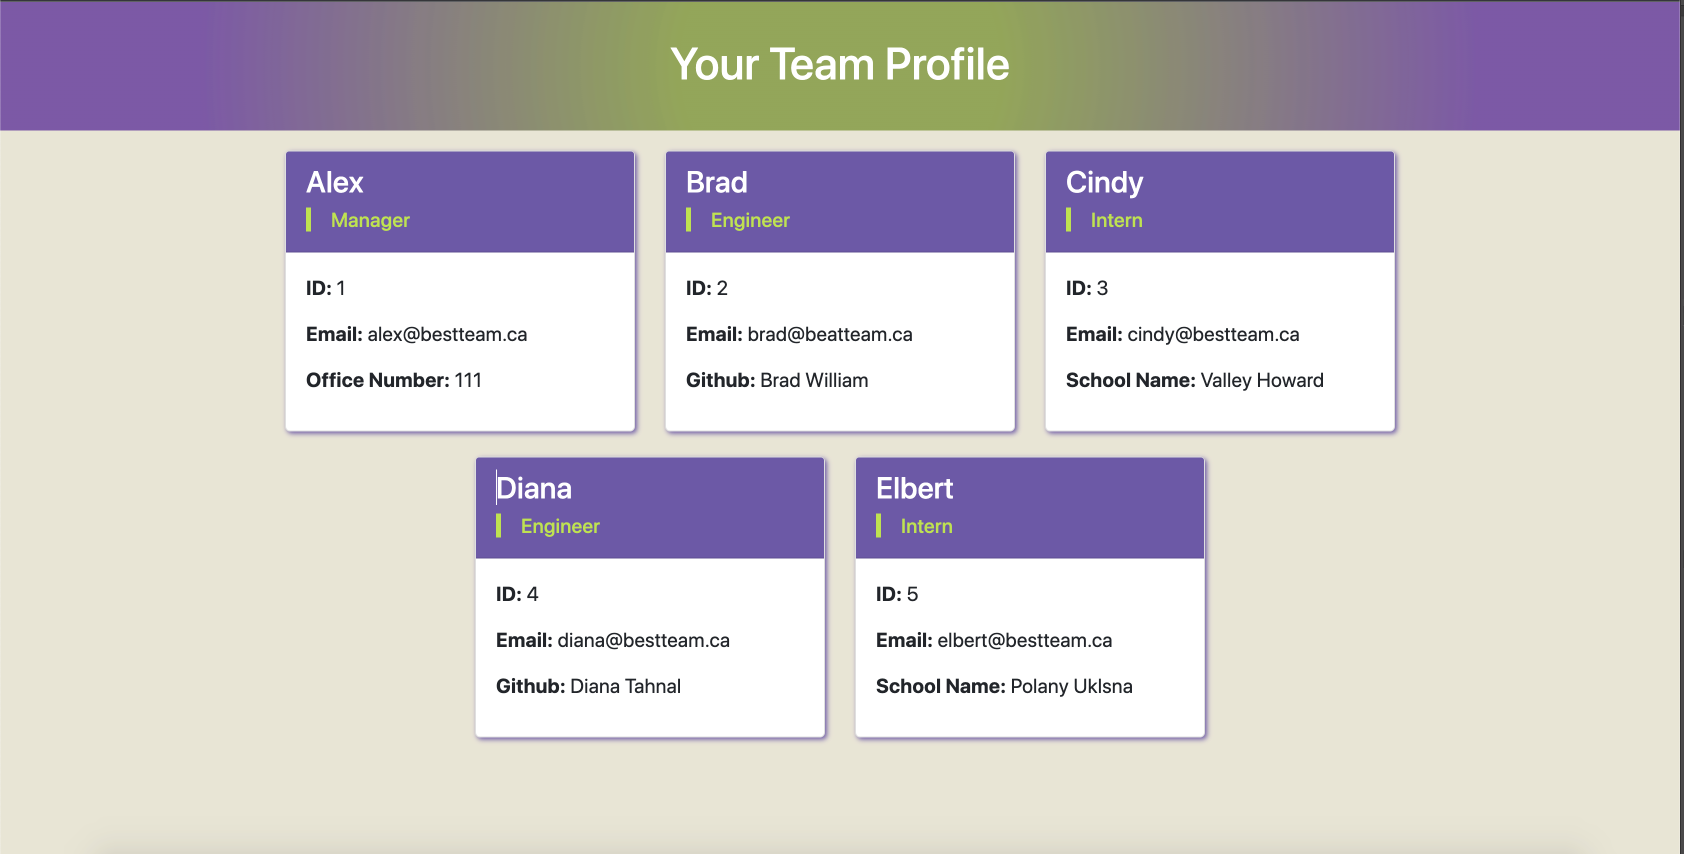 Your Team Profile
Alex
Manager
ID: 1
Email: alex@bestteam.ca
Office Number: 111
Brad
Engineer
ID: 2
Email: brad@beatteam.ca
Github: Brad William
Cindy
Intern
ID: 3
Email: cindy@bestteam.ca
School Name: Valley Howard
Diana
Engineer
ID: 4
Email: diana@bestteam.ca
Github: Diana Tahnal
Elbert
Intern
ID: 5
Email: elbert@bestteam.ca
School Name: Polany Uklsna